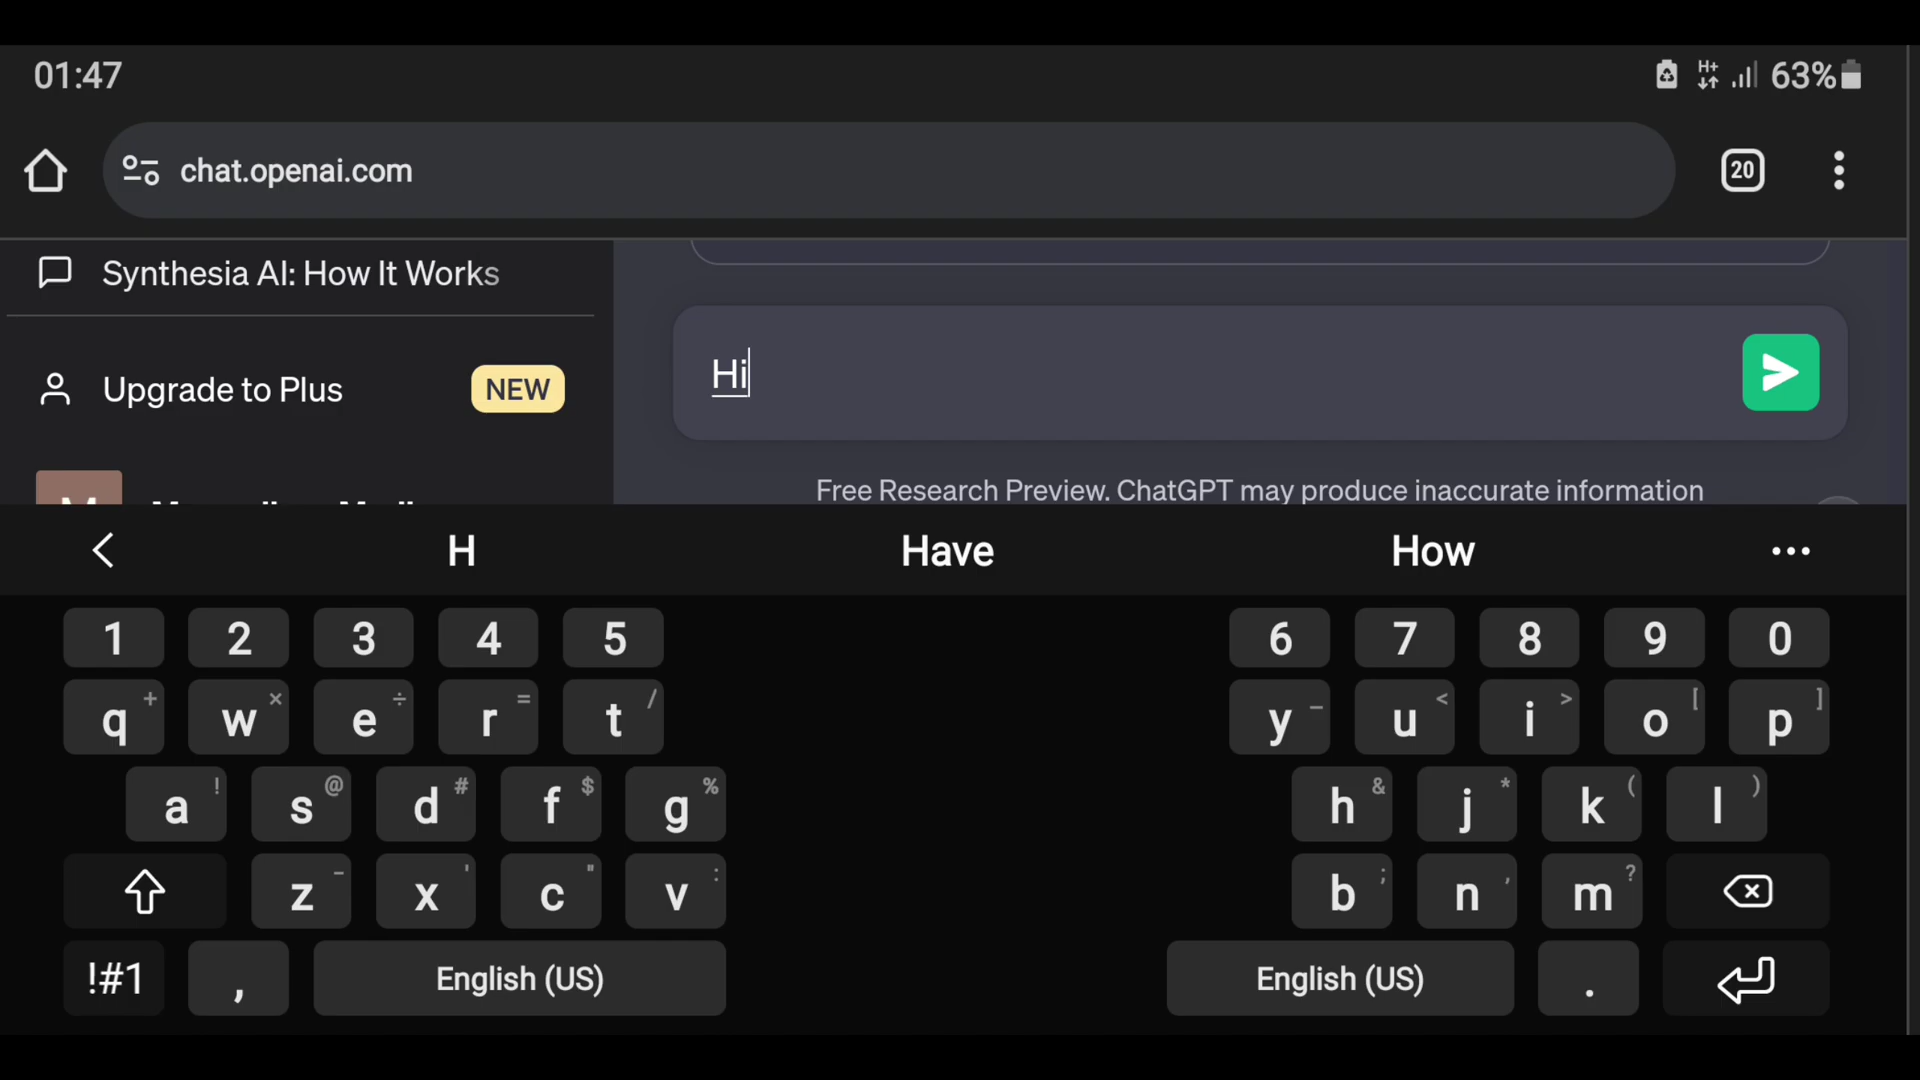 01:47
H+
63%
chat.openai.com
20
Synthesia AI: How It Works
Upgrade to Plus
NEW
Hi
Free Research Preview. ChatGPT may produce inaccurate information
H Have How
1 2 3 4 5 6 7 8 9 0
q + w × e ÷ r = t / y _ u < i > o [ p ]
a ! s @ d # f $ g % h & j * k ( l )
z - x ' c " v : b ; n , m ?
!#1 , English (US) English (US) .